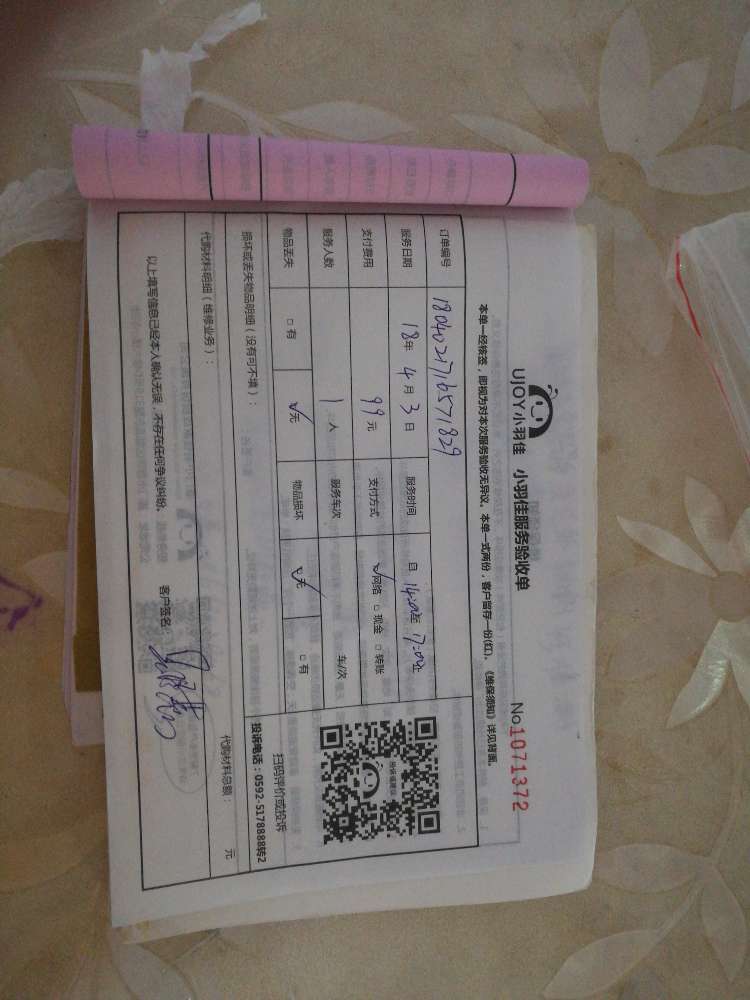 UJOY小羽佳 小羽佳服务验收单 No1071372
本单一经核签，即视为对本次服务验收无异议。本单一式两份，客户留存一份(红)。《维保须知》详见背面。
订单编号 18040217716571829
服务日期 18年 4月 3日 服务时间 自 14:00至 17:00止
支付费用 99元 支付方式 ✓网络 □现金 □转账
服务人数 1人 服务车次 车/次
物品丢失 □有 ✓无 物品损坏 ✓无 □有
扫码评价或投诉
投诉电话：0592-5178888转2
损坏或丢失物品明细（没有可不填）：
代购材料明细（维修业务）： 代购材料总额： 元
以上填写信息已经本人确认无误，不存在任何争议纠纷。 客户签名